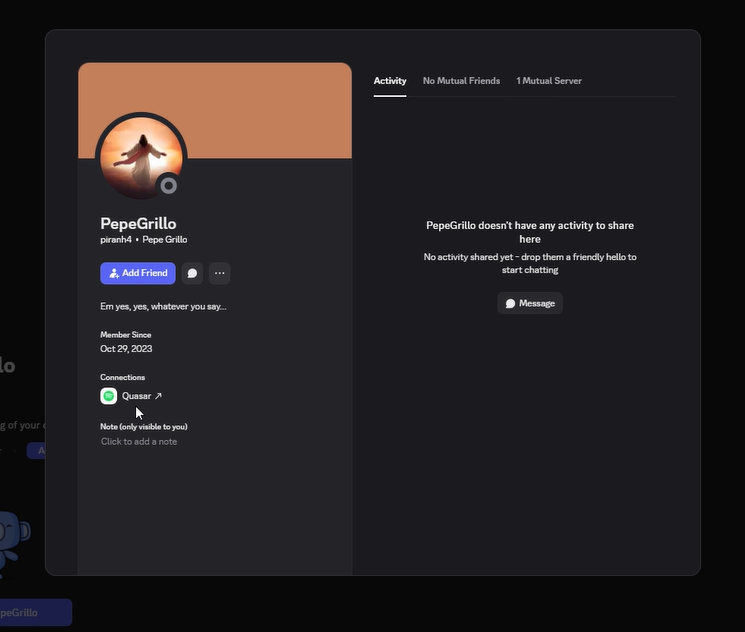 Activity
No Mutual Friends
1 Mutual Server
PepeGrillo
piranh4 • Pepe Grillo
Add Friend
Em yes, yes, whatever you say...
Member Since
Oct 29, 2023
Connections
Quasar ↗
Note (only visible to you)
Click to add a note
PepeGrillo doesn't have any activity to share
here
No activity shared yet - drop them a friendly hello to
start chatting
Message
lo
g of your
A
peGrillo